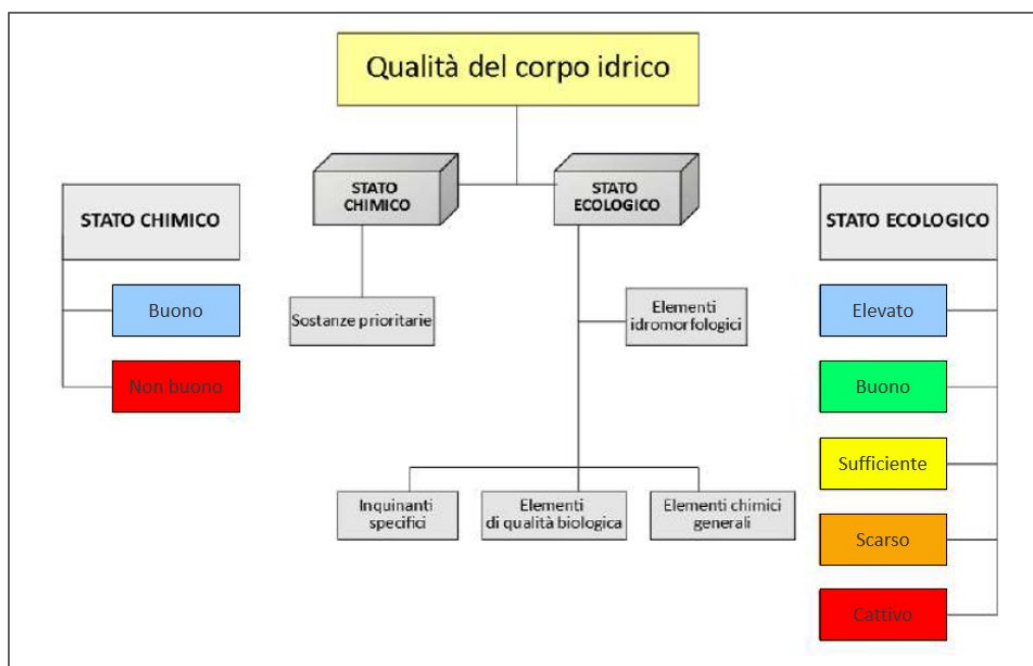 Qualità del corpo idrico
STATO
CHIMICO
STATO
ECOLOGICO
STATO CHIMICO
Buono
Non buono
Sostanze prioritarie
Elementi
idromorfologici
Inquinanti
specifici
Elementi
di qualità biologica
Elementi chimici
generali
STATO ECOLOGICO
Elevato
Buono
Sufficiente
Scarso
Cattivo